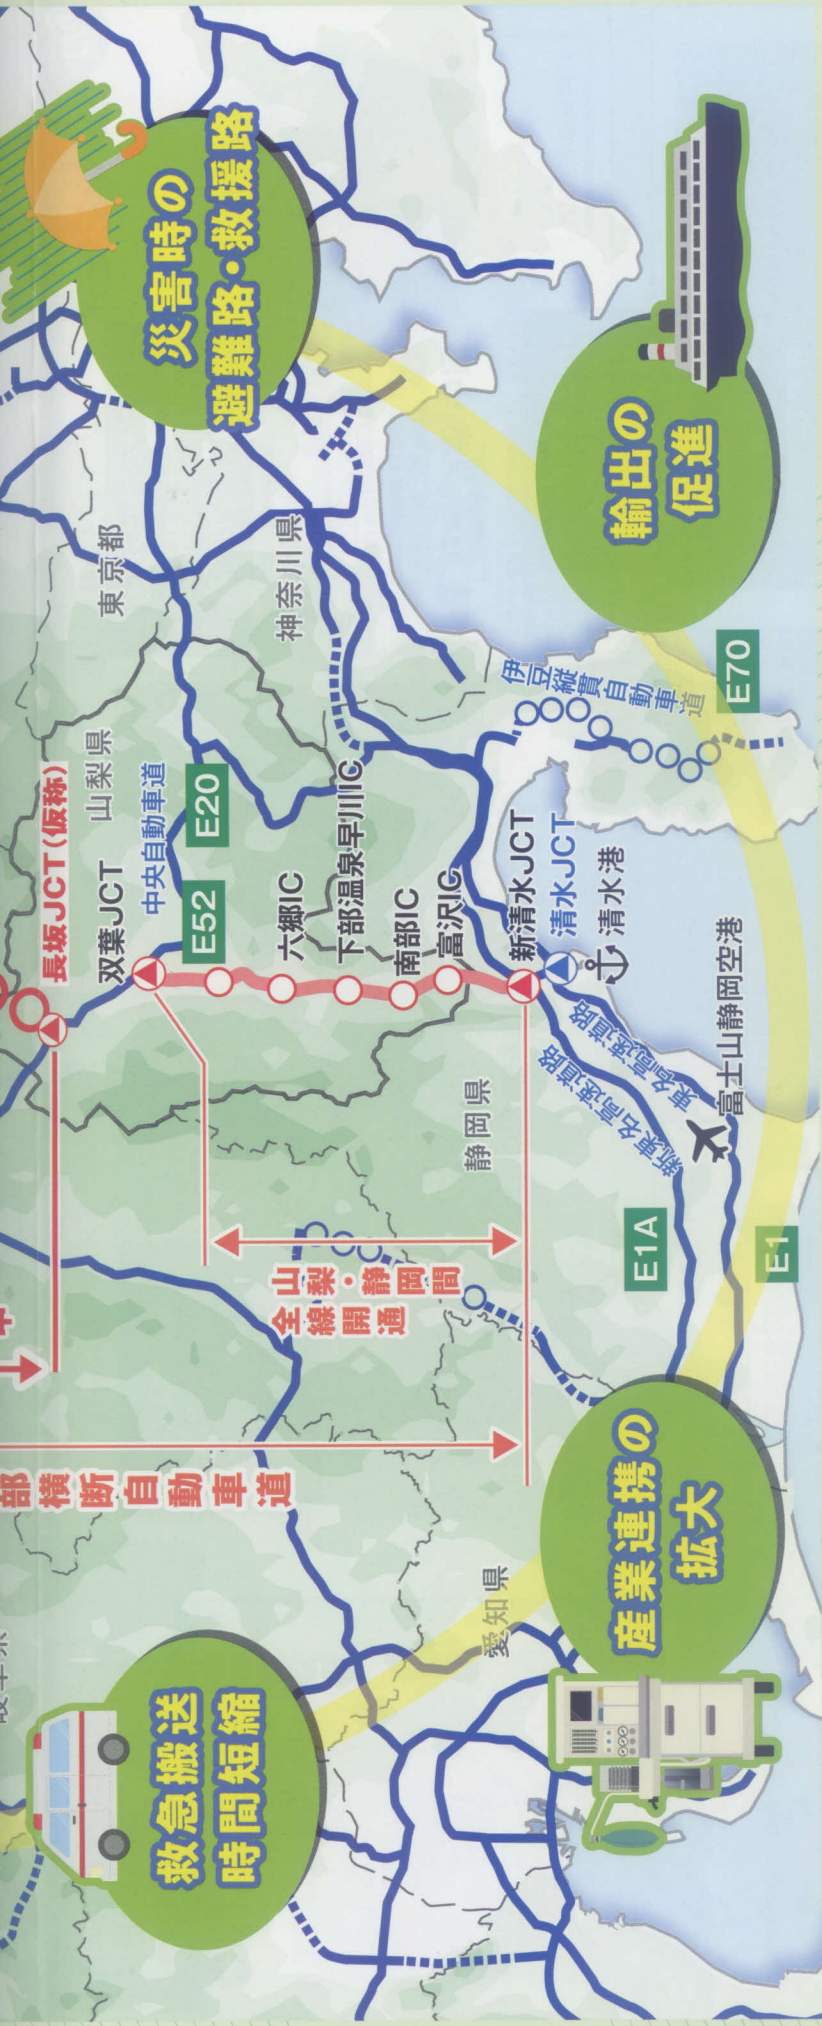 救急搬送
時間短縮
産業連携の
拡大
輸出の
促進
災害時の
避難路・救援路
部横断自動車道
山梨・静岡間
全線開通
長坂JCT(仮称)
双葉JCT
中央自動車道
山梨県
東京都
神奈川県
静岡県
愛知県
E52
E20
六郷IC
下部温泉早川IC
南部IC
富沢IC
新清水JCT
清水JCT
清水港
新東名高速道路
東名高速道路
富士山静岡空港
伊豆縦貫自動車道
E70
E1A
E1